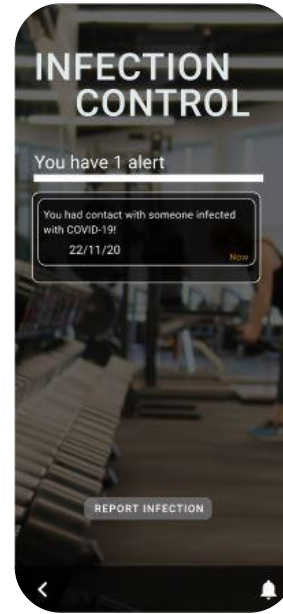 INFECTION
CONTROL
You have 1 alert
You had contact with someone infected
with COVID-19!
22/11/20
Now
REPORT INFECTION